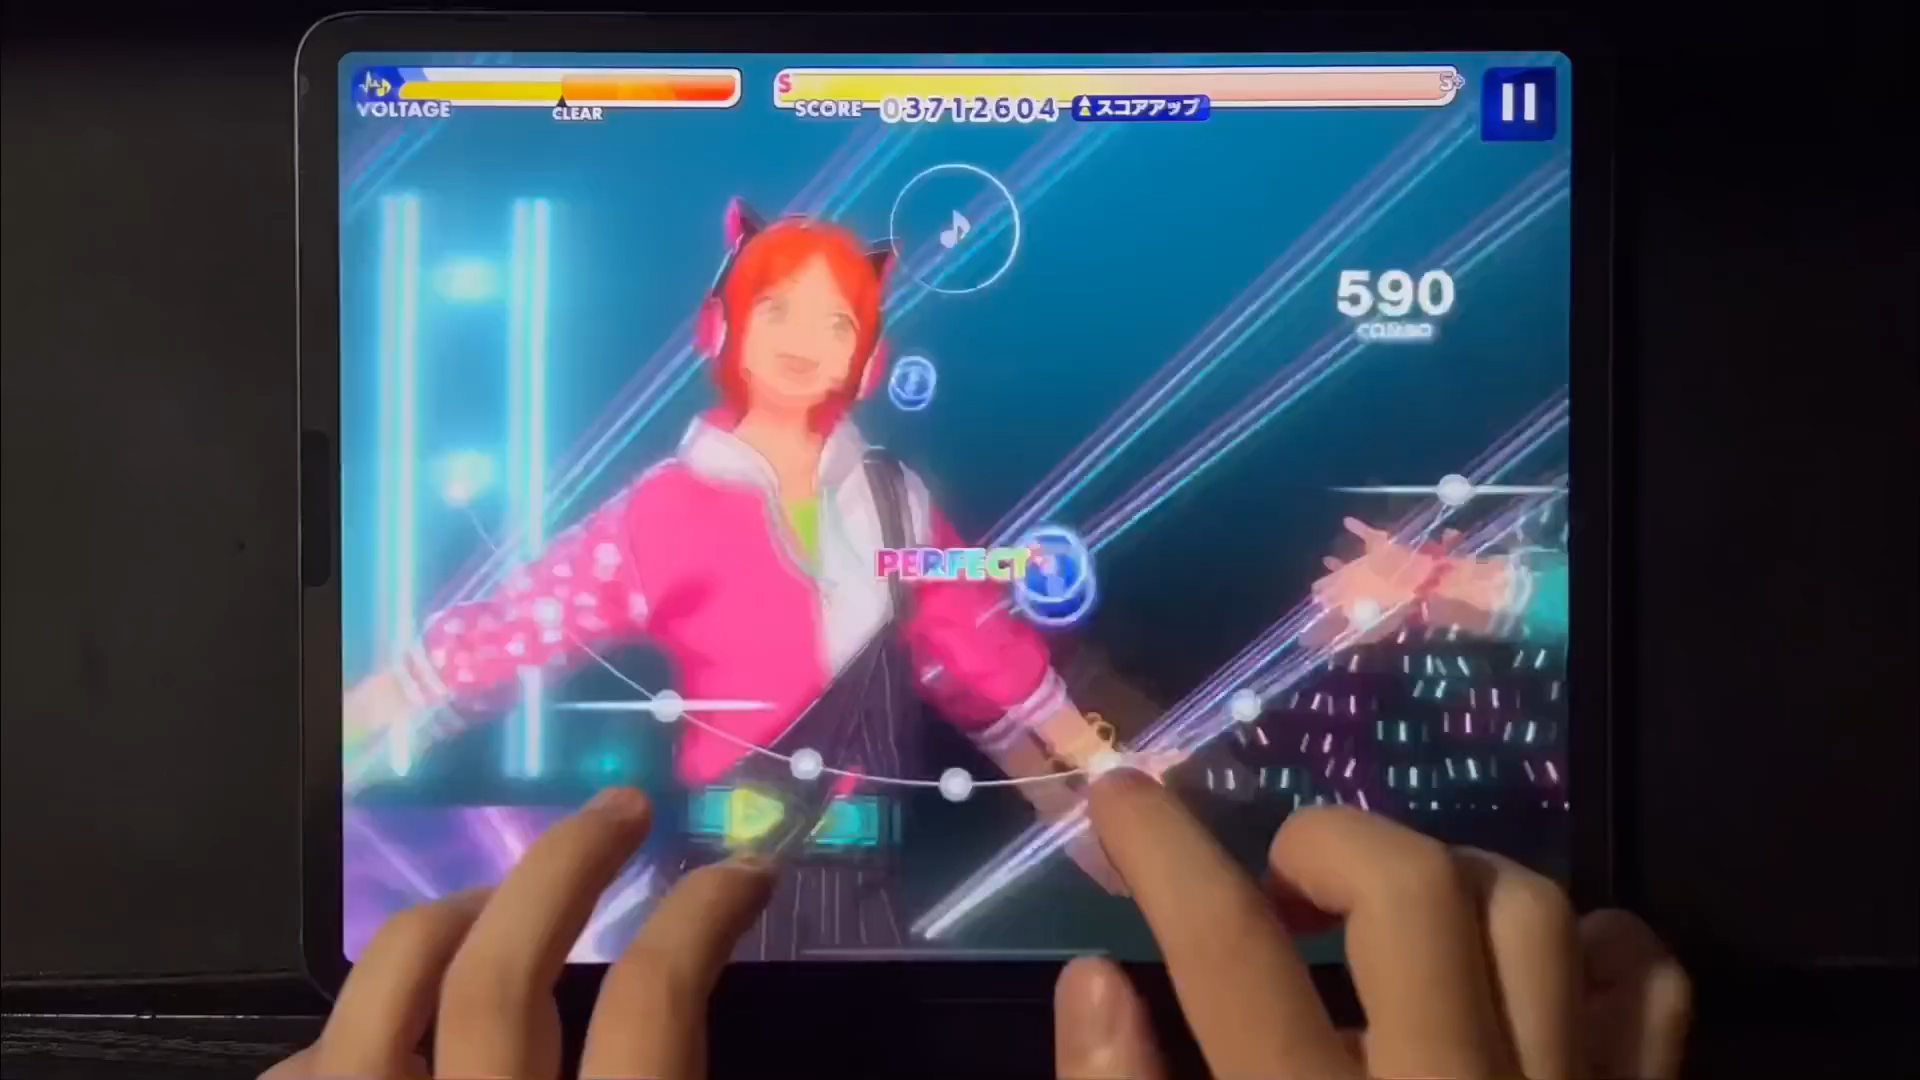 VOLTAGE
CLEAR
S
S+
SCORE 03712604 スコアアップ
590
COMBO
PERFECT